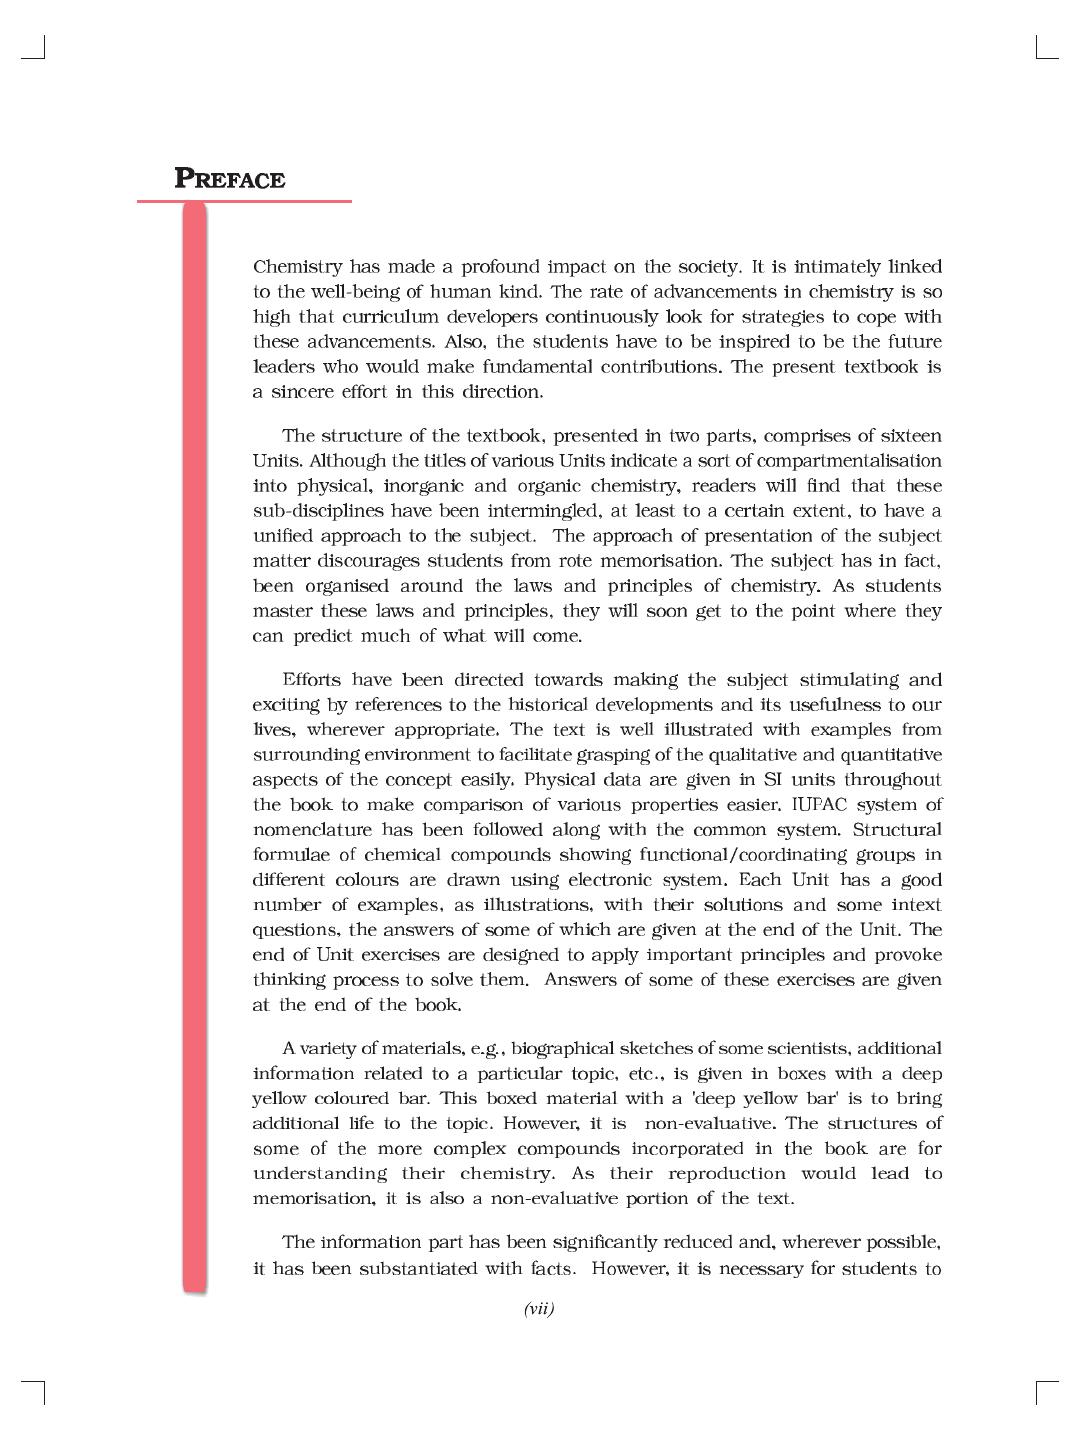 PREFACE
Chemistry has made a profound impact on the society. It is intimately linked
to the well-being of human kind. The rate of advancements in chemistry is so
high that curriculum developers continuously look for strategies to cope with
these advancements. Also, the students have to be inspired to be the future
leaders who would make fundamental contributions. The present textbook is
a sincere effort in this direction.
The structure of the textbook, presented in two parts, comprises of sixteen
Units. Although the titles of various Units indicate a sort of compartmentalisation
into physical, inorganic and organic chemistry, readers will find that these
sub-disciplines have been intermingled, at least to a certain extent, to have a
unified approach to the subject. The approach of presentation of the subject
matter discourages students from rote memorisation. The subject has in fact,
been organised around the laws and principles of chemistry. As students
master these laws and principles, they will soon get to the point where they
can predict much of what will come.
Efforts have been directed towards making the subject stimulating and
exciting by references to the historical developments and its usefulness to our
lives, wherever appropriate. The text is well illustrated with examples from
surrounding environment to facilitate grasping of the qualitative and quantitative
aspects of the concept easily. Physical data are given in SI units throughout
the book to make comparison of various properties easier. IUPAC system of
nomenclature has been followed along with the common system. Structural
formulae of chemical compounds showing functional/coordinating groups in
different colours are drawn using electronic system. Each Unit has a good
number of examples, as illustrations, with their solutions and some intext
questions, the answers of some of which are given at the end of the Unit. The
end of Unit exercises are designed to apply important principles and provoke
thinking process to solve them. Answers of some of these exercises are given
at the end of the book.
A variety of materials, e.g., biographical sketches of some scientists, additional
information related to a particular topic, etc., is given in boxes with a deep
yellow coloured bar. This boxed material with a 'deep yellow bar' is to bring
additional life to the topic. However, it is non-evaluative. The structures of
some of the more complex compounds incorporated in the book are for
understanding their chemistry. As their reproduction would lead to
memorisation, it is also a non-evaluative portion of the text.
The information part has been significantly reduced and, wherever possible,
it has been substantiated with facts. However, it is necessary for students to
(vii)